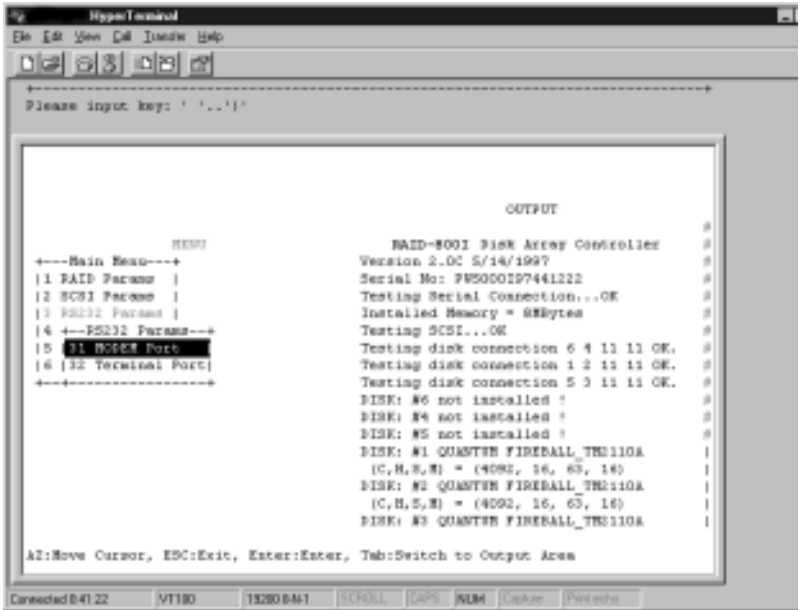 HyperTerminal
File Edit View Call Transfer Help
Please input key: ' '..')'
OUTPUT
MENU
RAID-800I Disk Array Controller
+---Main Menu---+
Version 2.0C 5/14/1997
|1 RAID Params |
Serial No: PW5000I97441222
|2 SCSI Params |
Testing Serial Connection...OK
|3 RS232 Params |
Installed Memory = 8MBytes
|4 +--RS232 Params--+
Testing SCSI...OK
|5 |31 MODEM Port |
Testing disk connection 6 4 11 11 OK.
|6 |32 Terminal Port|
Testing disk connection 1 2 11 11 OK.
+--+----------------+
Testing disk connection 5 3 11 11 OK.
DISK: #6 not installed !
DISK: #4 not installed !
DISK: #5 not installed !
DISK: #1 QUANTUM FIREBALL_TM2110A
(C,H,S,M) = (4092, 16, 63, 16)
DISK: #2 QUANTUM FIREBALL_TM2110A
(C,H,S,M) = (4092, 16, 63, 16)
DISK: #3 QUANTUM FIREBALL_TM2110A
AZ:Move Cursor, ESC:Exit, Enter:Enter, Tab:Switch to Output Area
Connected 0:41:22 VT100 19200 8-N-1 SCROLL CAPS NUM Capture Print echo